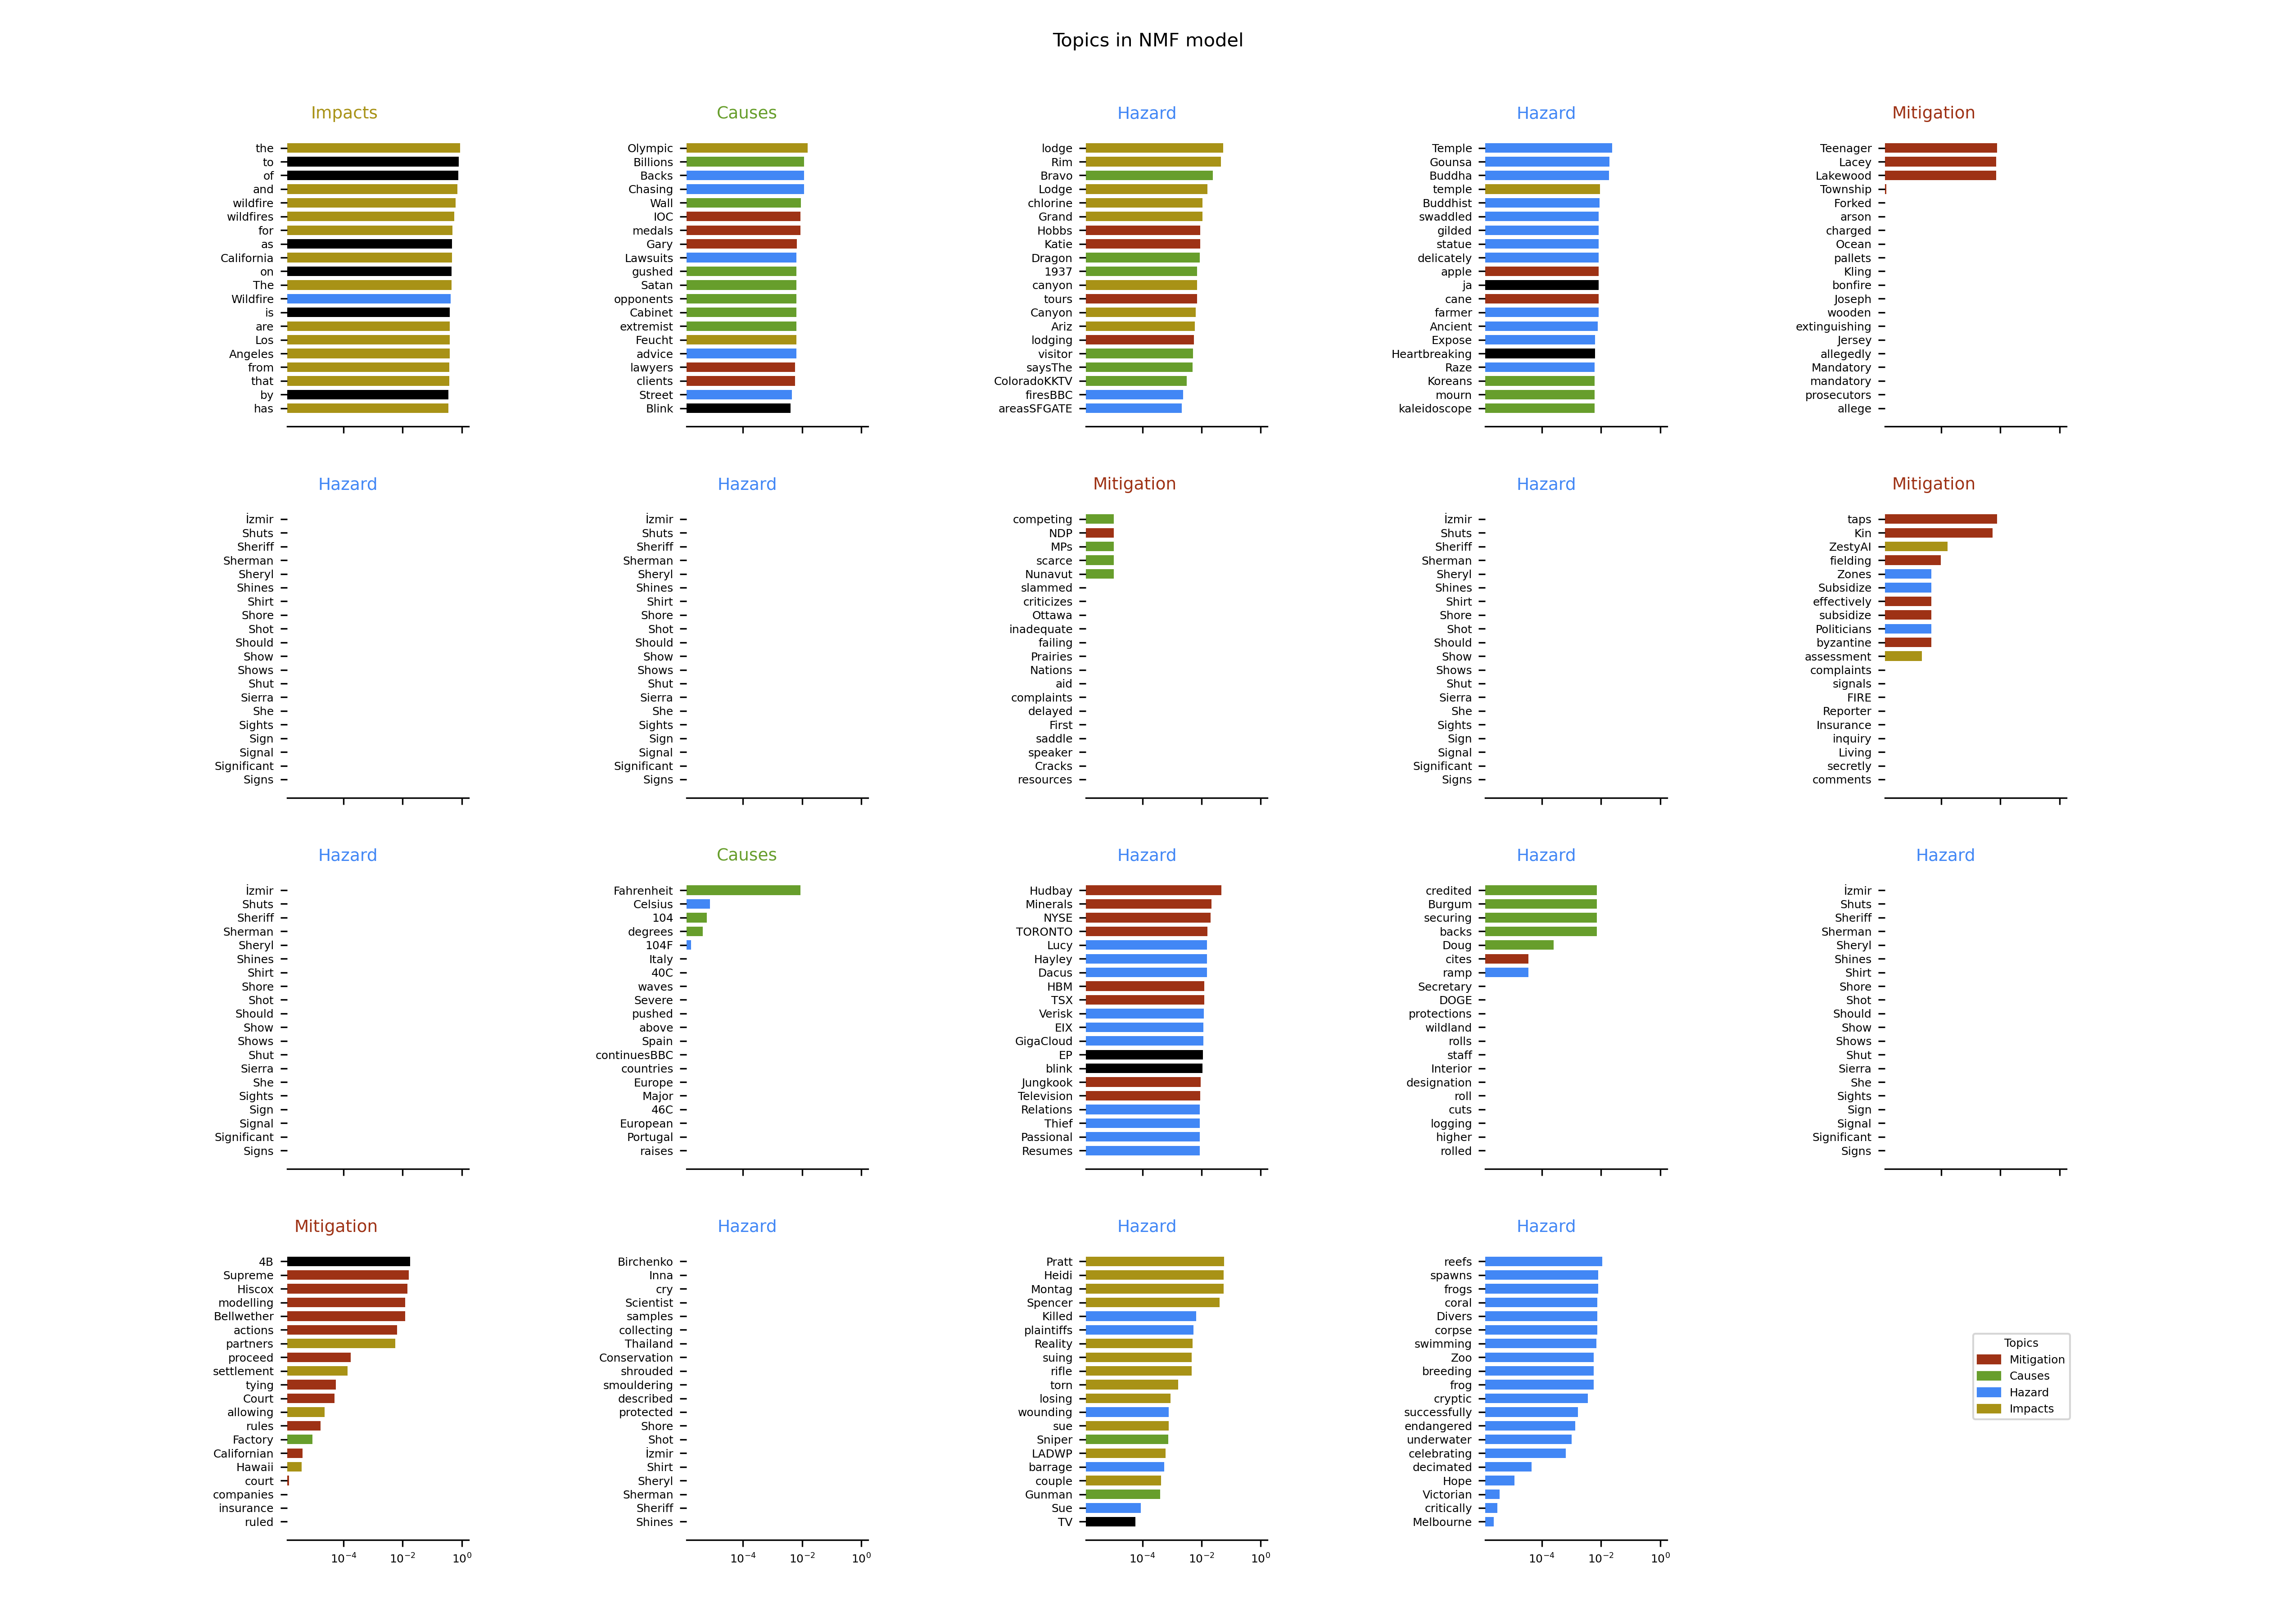 Topics in NMF model
Impacts
the
to
of
and
wildfire
wildfires
for
as
California
on
The
Wildfire
is
are
Los
Angeles
from
that
by
has
Causes
Olympic
Billions
Backs
Chasing
Wall
IOC
medals
Gary
Lawsuits
gushed
Satan
opponents
Cabinet
extremist
Feucht
advice
lawyers
clients
Street
Blink
Hazard
lodge
Rim
Bravo
Lodge
chlorine
Grand
Hobbs
Katie
Dragon
1937
canyon
tours
Canyon
Ariz
lodging
visitor
saysThe
ColoradoKKTV
firesBBC
areasSFGATE
Hazard
Temple
Gounsa
Buddha
temple
Buddhist
swaddled
gilded
statue
delicately
apple
ja
cane
farmer
Ancient
Expose
Heartbreaking
Raze
Koreans
mourn
kaleidoscope
Mitigation
Teenager
Lacey
Lakewood
Township
Forked
arson
charged
Ocean
pallets
Kling
bonfire
Joseph
wooden
extinguishing
Jersey
allegedly
Mandatory
mandatory
prosecutors
allege
Hazard
İzmir
Shuts
Sheriff
Sherman
Sheryl
Shines
Shirt
Shore
Shot
Should
Show
Shows
Shut
Sierra
She
Sights
Sign
Signal
Significant
Signs
Hazard
İzmir
Shuts
Sheriff
Sherman
Sheryl
Shines
Shirt
Shore
Shot
Should
Show
Shows
Shut
Sierra
She
Sights
Sign
Signal
Significant
Signs
Mitigation
competing
NDP
MPs
scarce
Nunavut
slammed
criticizes
Ottawa
inadequate
failing
Prairies
Nations
aid
complaints
delayed
First
saddle
speaker
Cracks
resources
Hazard
İzmir
Shuts
Sheriff
Sherman
Sheryl
Shines
Shirt
Shore
Shot
Should
Show
Shows
Shut
Sierra
She
Sights
Sign
Signal
Significant
Signs
Mitigation
taps
Kin
ZestyAI
fielding
Zones
Subsidize
effectively
subsidize
Politicians
byzantine
assessment
complaints
signals
FIRE
Reporter
Insurance
inquiry
Living
secretly
comments
Hazard
İzmir
Shuts
Sheriff
Sherman
Sheryl
Shines
Shirt
Shore
Shot
Should
Show
Shows
Shut
Sierra
She
Sights
Sign
Signal
Significant
Signs
Causes
Fahrenheit
Celsius
104
degrees
104F
Italy
40C
waves
Severe
pushed
above
Spain
continuesBBC
countries
Europe
Major
46C
European
Portugal
raises
Hazard
Hudbay
Minerals
NYSE
TORONTO
Lucy
Hayley
Dacus
HBM
TSX
Verisk
EIX
GigaCloud
EP
blink
Jungkook
Television
Relations
Thief
Passional
Resumes
Hazard
credited
Burgum
securing
backs
Doug
cites
ramp
Secretary
DOGE
protections
wildland
rolls
staff
Interior
designation
roll
cuts
logging
higher
rolled
Hazard
İzmir
Shuts
Sheriff
Sherman
Sheryl
Shines
Shirt
Shore
Shot
Should
Show
Shows
Shut
Sierra
She
Sights
Sign
Signal
Significant
Signs
Mitigation
4B
Supreme
Hiscox
modelling
Bellwether
actions
partners
proceed
settlement
tying
Court
allowing
rules
Factory
Californian
Hawaii
court
companies
insurance
ruled
10⁻⁴ 10⁻² 10⁰
Hazard
Birchenko
Inna
cry
Scientist
samples
collecting
Thailand
Conservation
shrouded
smouldering
described
protected
Shore
Shot
İzmir
Shirt
Sheryl
Sherman
Sheriff
Shines
10⁻⁴ 10⁻² 10⁰
Hazard
Pratt
Heidi
Montag
Spencer
Killed
plaintiffs
Reality
suing
rifle
torn
losing
wounding
sue
Sniper
LADWP
barrage
couple
Gunman
Sue
TV
10⁻⁴ 10⁻² 10⁰
Hazard
reefs
spawns
frogs
coral
Divers
corpse
swimming
Zoo
breeding
frog
cryptic
successfully
endangered
underwater
celebrating
decimated
Hope
Victorian
critically
Melbourne
10⁻⁴ 10⁻² 10⁰
Topics
Mitigation
Causes
Hazard
Impacts